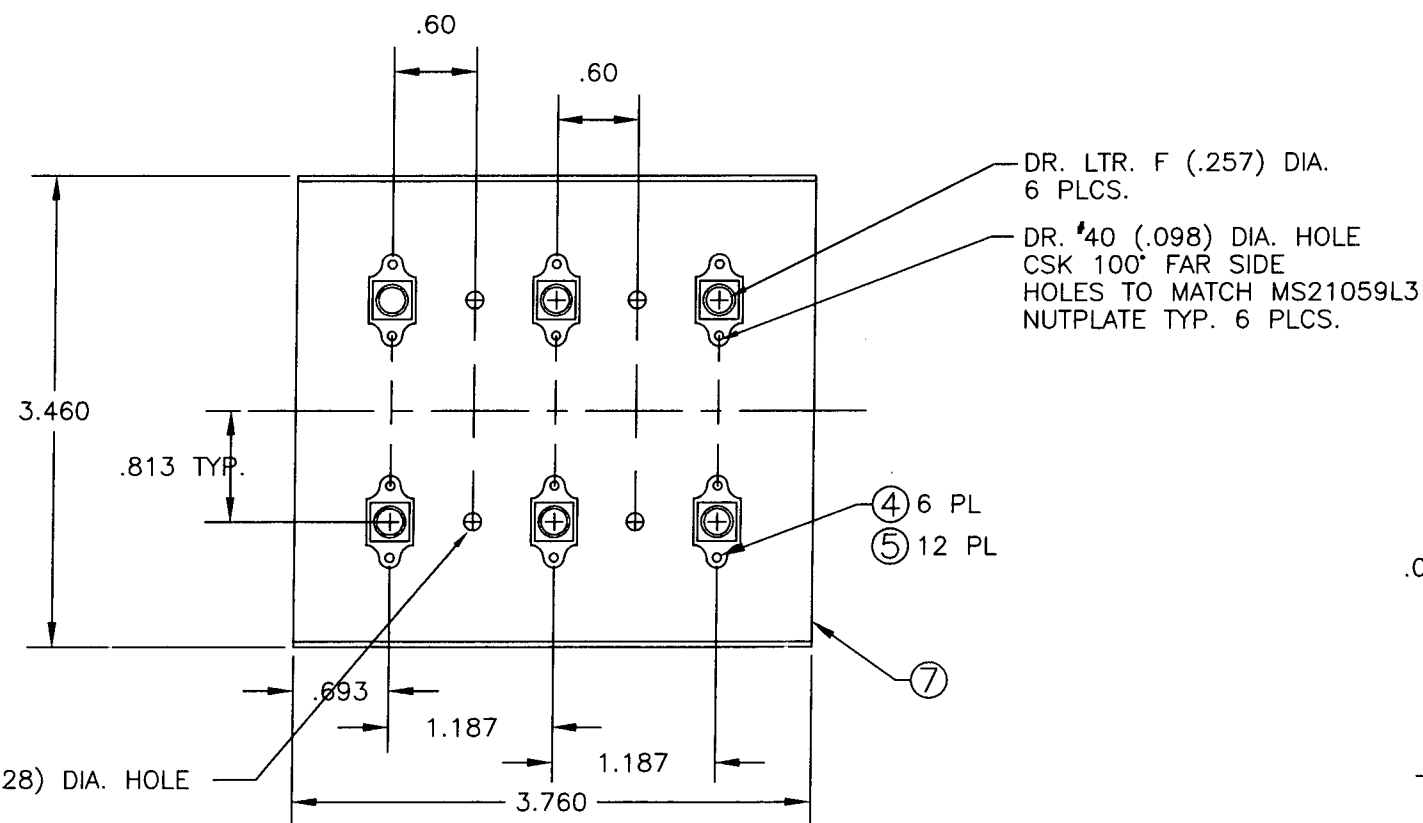 .60
.60
DR. LTR. F (.257) DIA.
6 PLCS.
DR. #40 (.098) DIA. HOLE
CSK 100° FAR SIDE
HOLES TO MATCH MS21059L3
NUTPLATE TYP. 6 PLCS.
3.460
.813 TYP.
4 6 PL
5 12 PL
.0
7
.693
1.187
1.187
28) DIA. HOLE
3.760